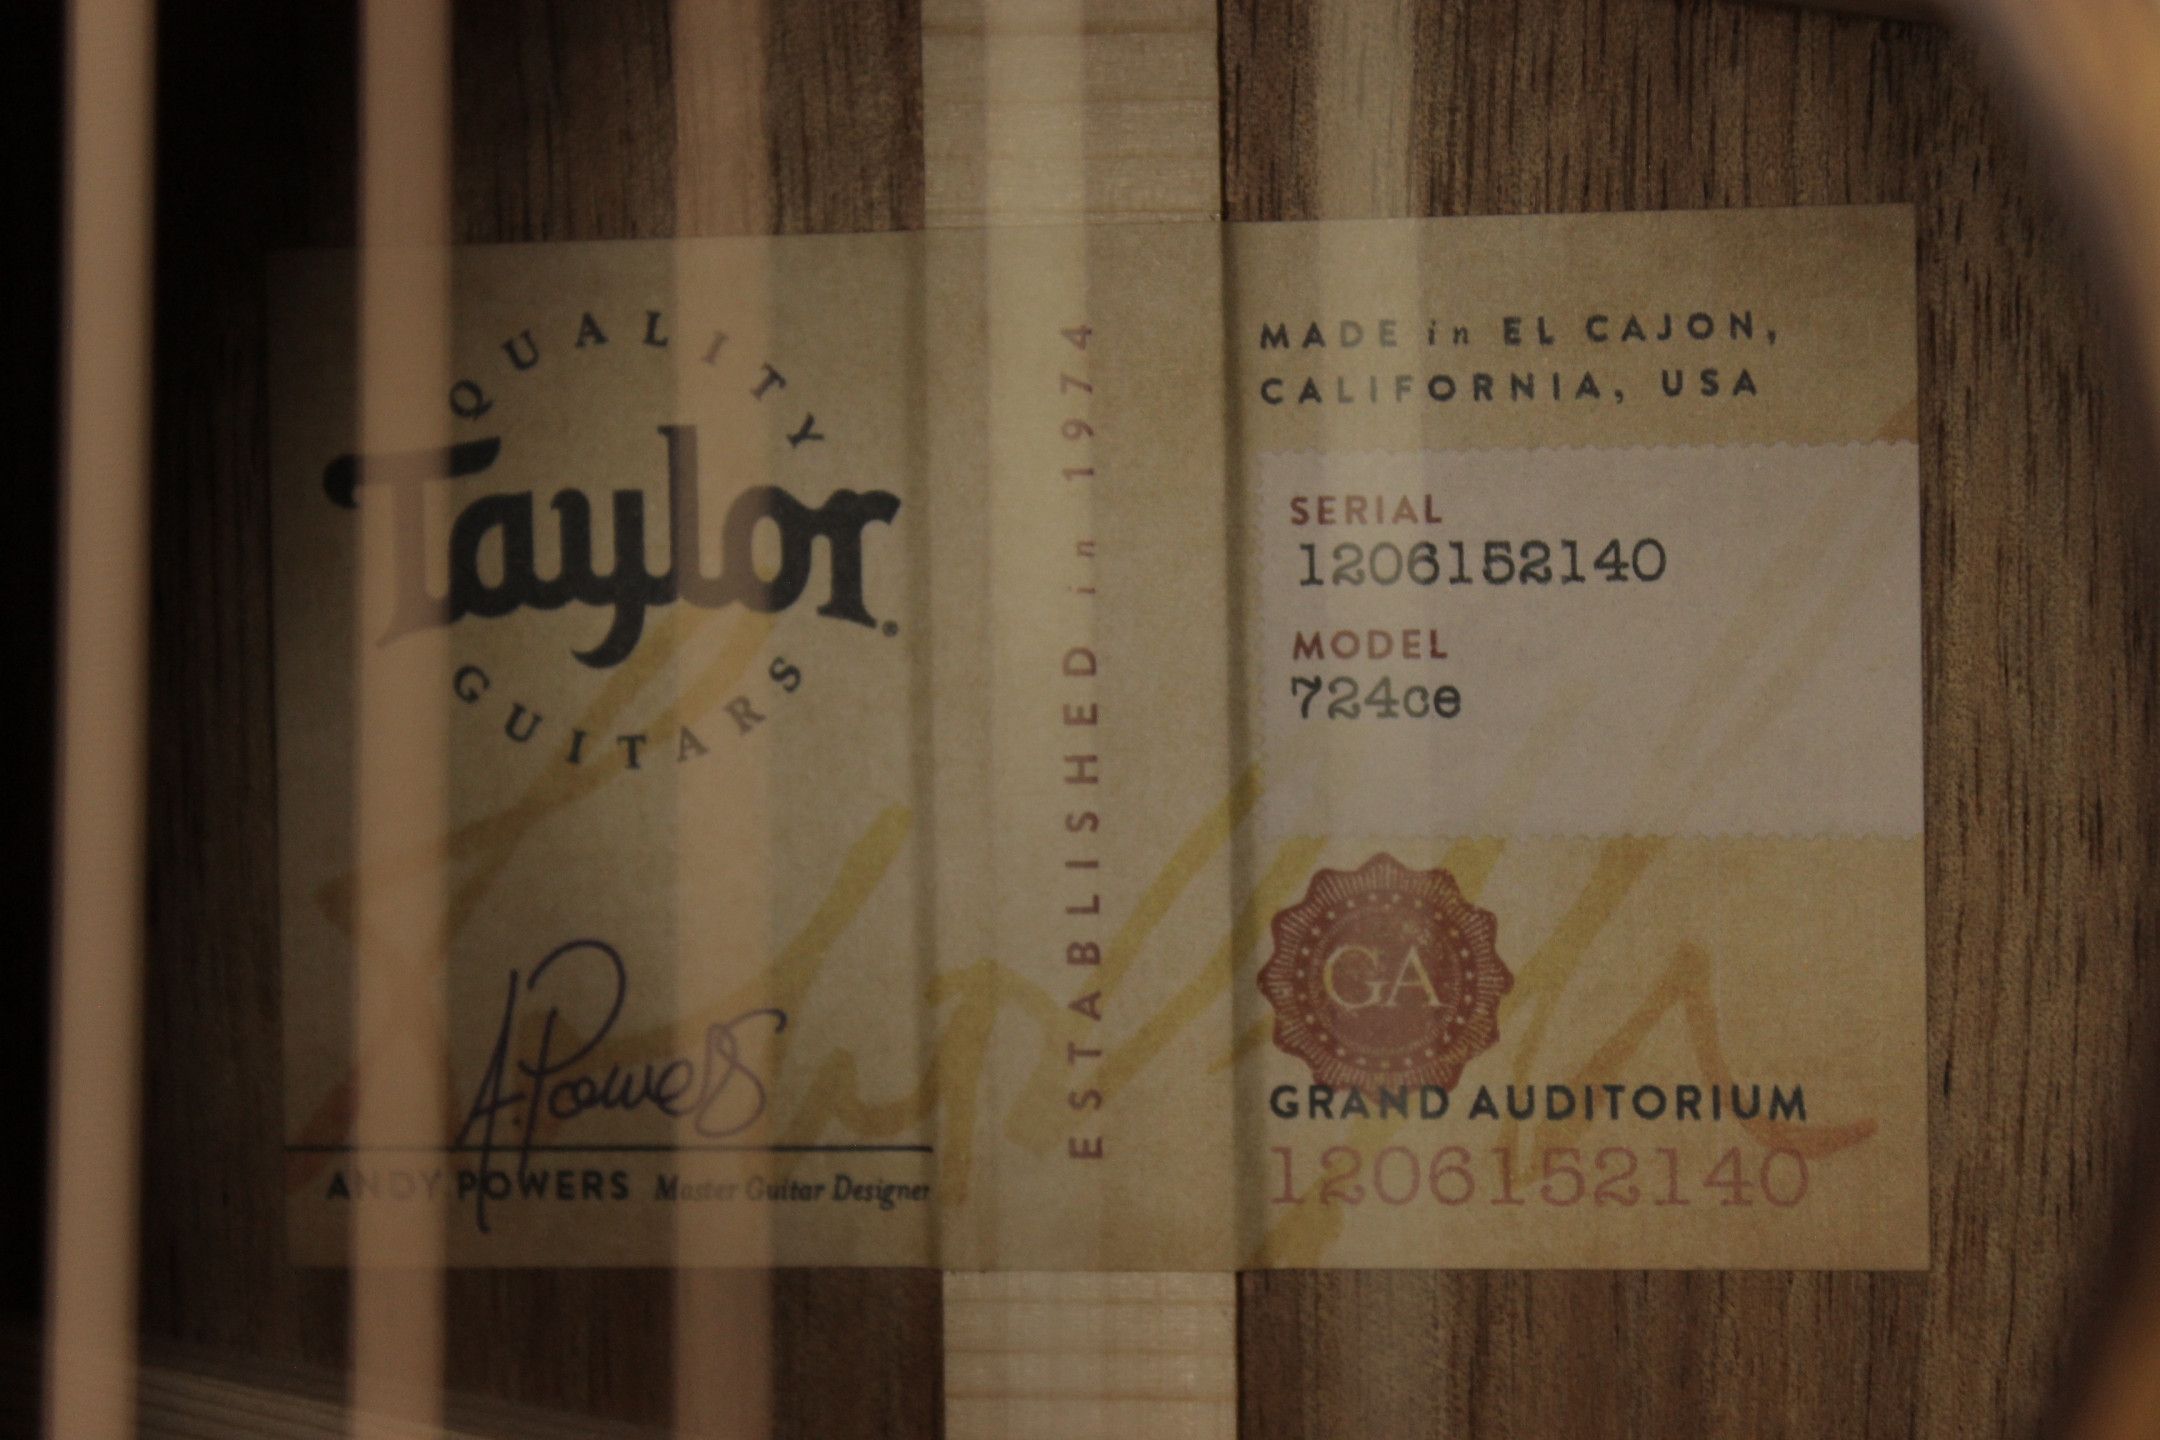 QUALITY
Taylor®
GUITARS
A. Powers
ANDY POWERS Master Guitar Designer
ESTABLISHED in 1974
MADE in EL CAJON,
CALIFORNIA, USA
SERIAL
1206152140
MODEL
724ce
GA
GRAND AUDITORIUM
1206152140